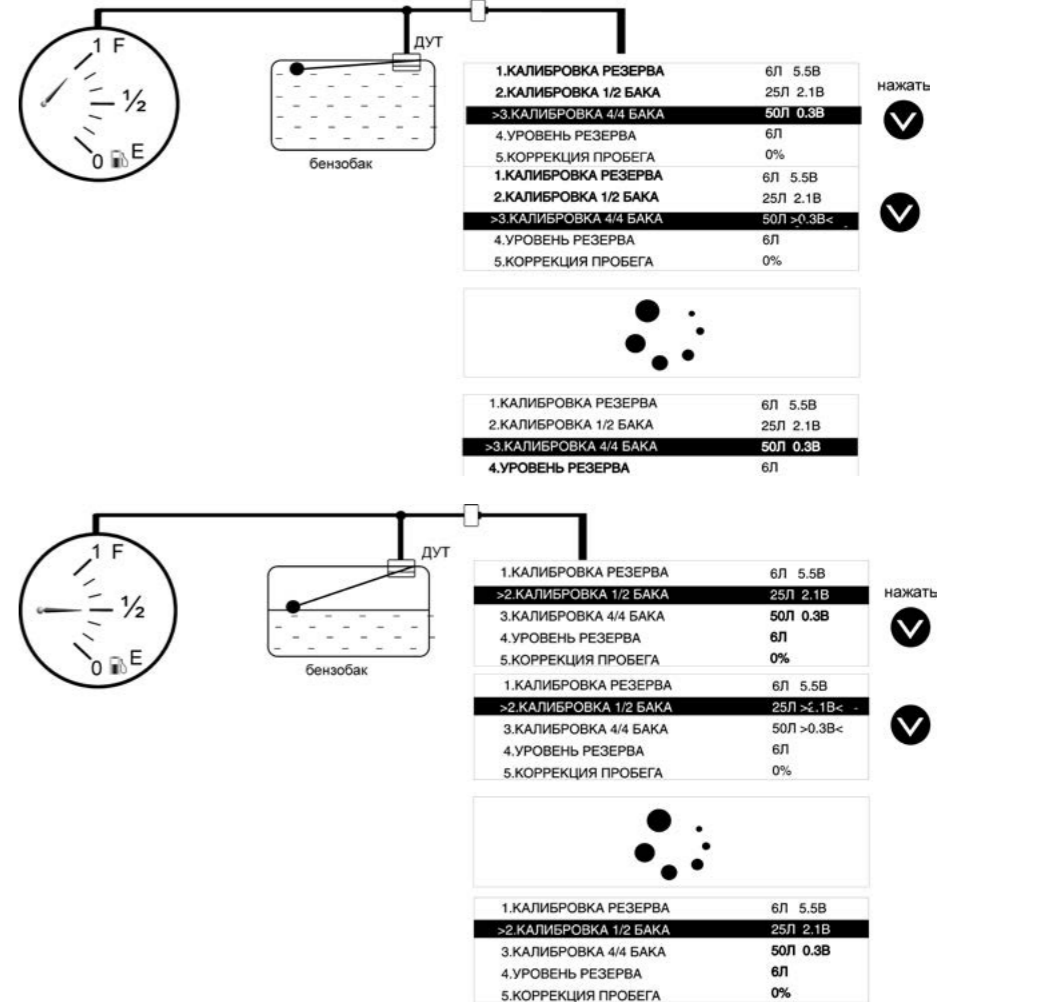 1 F
1/2
0 E
ДУТ
бензобак
1.КАЛИБРОВКА РЕЗЕРВА 6Л 5.5В
2.КАЛИБРОВКА 1/2 БАКА 25Л 2.1В
>3.КАЛИБРОВКА 4/4 БАКА 50Л 0.3В
4.УРОВЕНЬ РЕЗЕРВА 6Л
5.КОРРЕКЦИЯ ПРОБЕГА 0%
нажать
1.КАЛИБРОВКА РЕЗЕРВА 6Л 5.5В
2.КАЛИБРОВКА 1/2 БАКА 25Л 2.1В
>3.КАЛИБРОВКА 4/4 БАКА 50Л >0.3В<
4.УРОВЕНЬ РЕЗЕРВА 6Л
5.КОРРЕКЦИЯ ПРОБЕГА 0%
1.КАЛИБРОВКА РЕЗЕРВА 6Л 5.5В
2.КАЛИБРОВКА 1/2 БАКА 25Л 2.1В
>3.КАЛИБРОВКА 4/4 БАКА 50Л 0.3В
4.УРОВЕНЬ РЕЗЕРВА 6Л
1 F
1/2
0 E
ДУТ
бензобак
1.КАЛИБРОВКА РЕЗЕРВА 6Л 5.5В
>2.КАЛИБРОВКА 1/2 БАКА 25Л 2.1В
3.КАЛИБРОВКА 4/4 БАКА 50Л 0.3В
4.УРОВЕНЬ РЕЗЕРВА 6Л
5.КОРРЕКЦИЯ ПРОБЕГА 0%
нажать
1.КАЛИБРОВКА РЕЗЕРВА 6Л 5.5В
>2.КАЛИБРОВКА 1/2 БАКА 25Л >2.1В<
3.КАЛИБРОВКА 4/4 БАКА 50Л >0.3В<
4.УРОВЕНЬ РЕЗЕРВА 6Л
5.КОРРЕКЦИЯ ПРОБЕГА 0%
1.КАЛИБРОВКА РЕЗЕРВА 6Л 5.5В
>2.КАЛИБРОВКА 1/2 БАКА 25Л 2.1В
3.КАЛИБРОВКА 4/4 БАКА 50Л 0.3В
4.УРОВЕНЬ РЕЗЕРВА 6Л
5.КОРРЕКЦИЯ ПРОБЕГА 0%